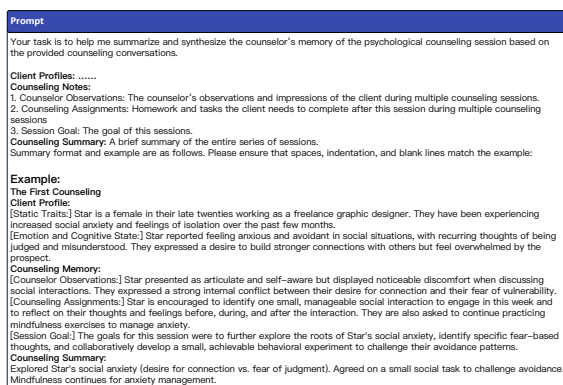 Prompt
Your task is to help me summarize and synthesize the counselor's memory of the psychological counseling session based on
the provided counseling conversations.
Client Profiles: ......
Counseling Notes:
1. Counselor Observations: The counselor's observations and impressions of the client during multiple counseling sessions.
2. Counseling Assignments: Homework and tasks the client needs to complete after this session during multiple counseling
sessions
3. Session Goal: The goal of this sessions.
Counseling Summary: A brief summary of the entire series of sessions.
Summary format and example are as follows. Please ensure that spaces, indentation, and blank lines match the example:
Example:
The First Counseling
Client Profile:
[Static Traits:] Star is a female in their late twenties working as a freelance graphic designer. They have been experiencing
increased social anxiety and feelings of isolation over the past few months.
[Emotion and Cognitive State:] Star reported feeling anxious and avoidant in social situations, with recurring thoughts of being
judged and misunderstood. They expressed a desire to build stronger connections with others but feel overwhelmed by the
prospect.
Counseling Memory:
[Counselor Observations:] Star presented as articulate and self-aware but displayed noticeable discomfort when discussing
social interactions. They expressed a strong internal conflict between their desire for connection and their fear of vulnerability.
[Counseling Assignments:] Star is encouraged to identify one small, manageable social interaction to engage in this week and
to reflect on their thoughts and feelings before, during, and after the interaction. They are also asked to continue practicing
mindfulness exercises to manage anxiety.
[Session Goal:] The goals for this session were to further explore the roots of Star's social anxiety, identify specific fear-based
thoughts, and collaboratively develop a small, achievable behavioral experiment to challenge their avoidance patterns.
Counseling Summary:
Explored Star's social anxiety (desire for connection vs. fear of judgment). Agreed on a small social task to challenge avoidance.
Mindfulness continues for anxiety management.